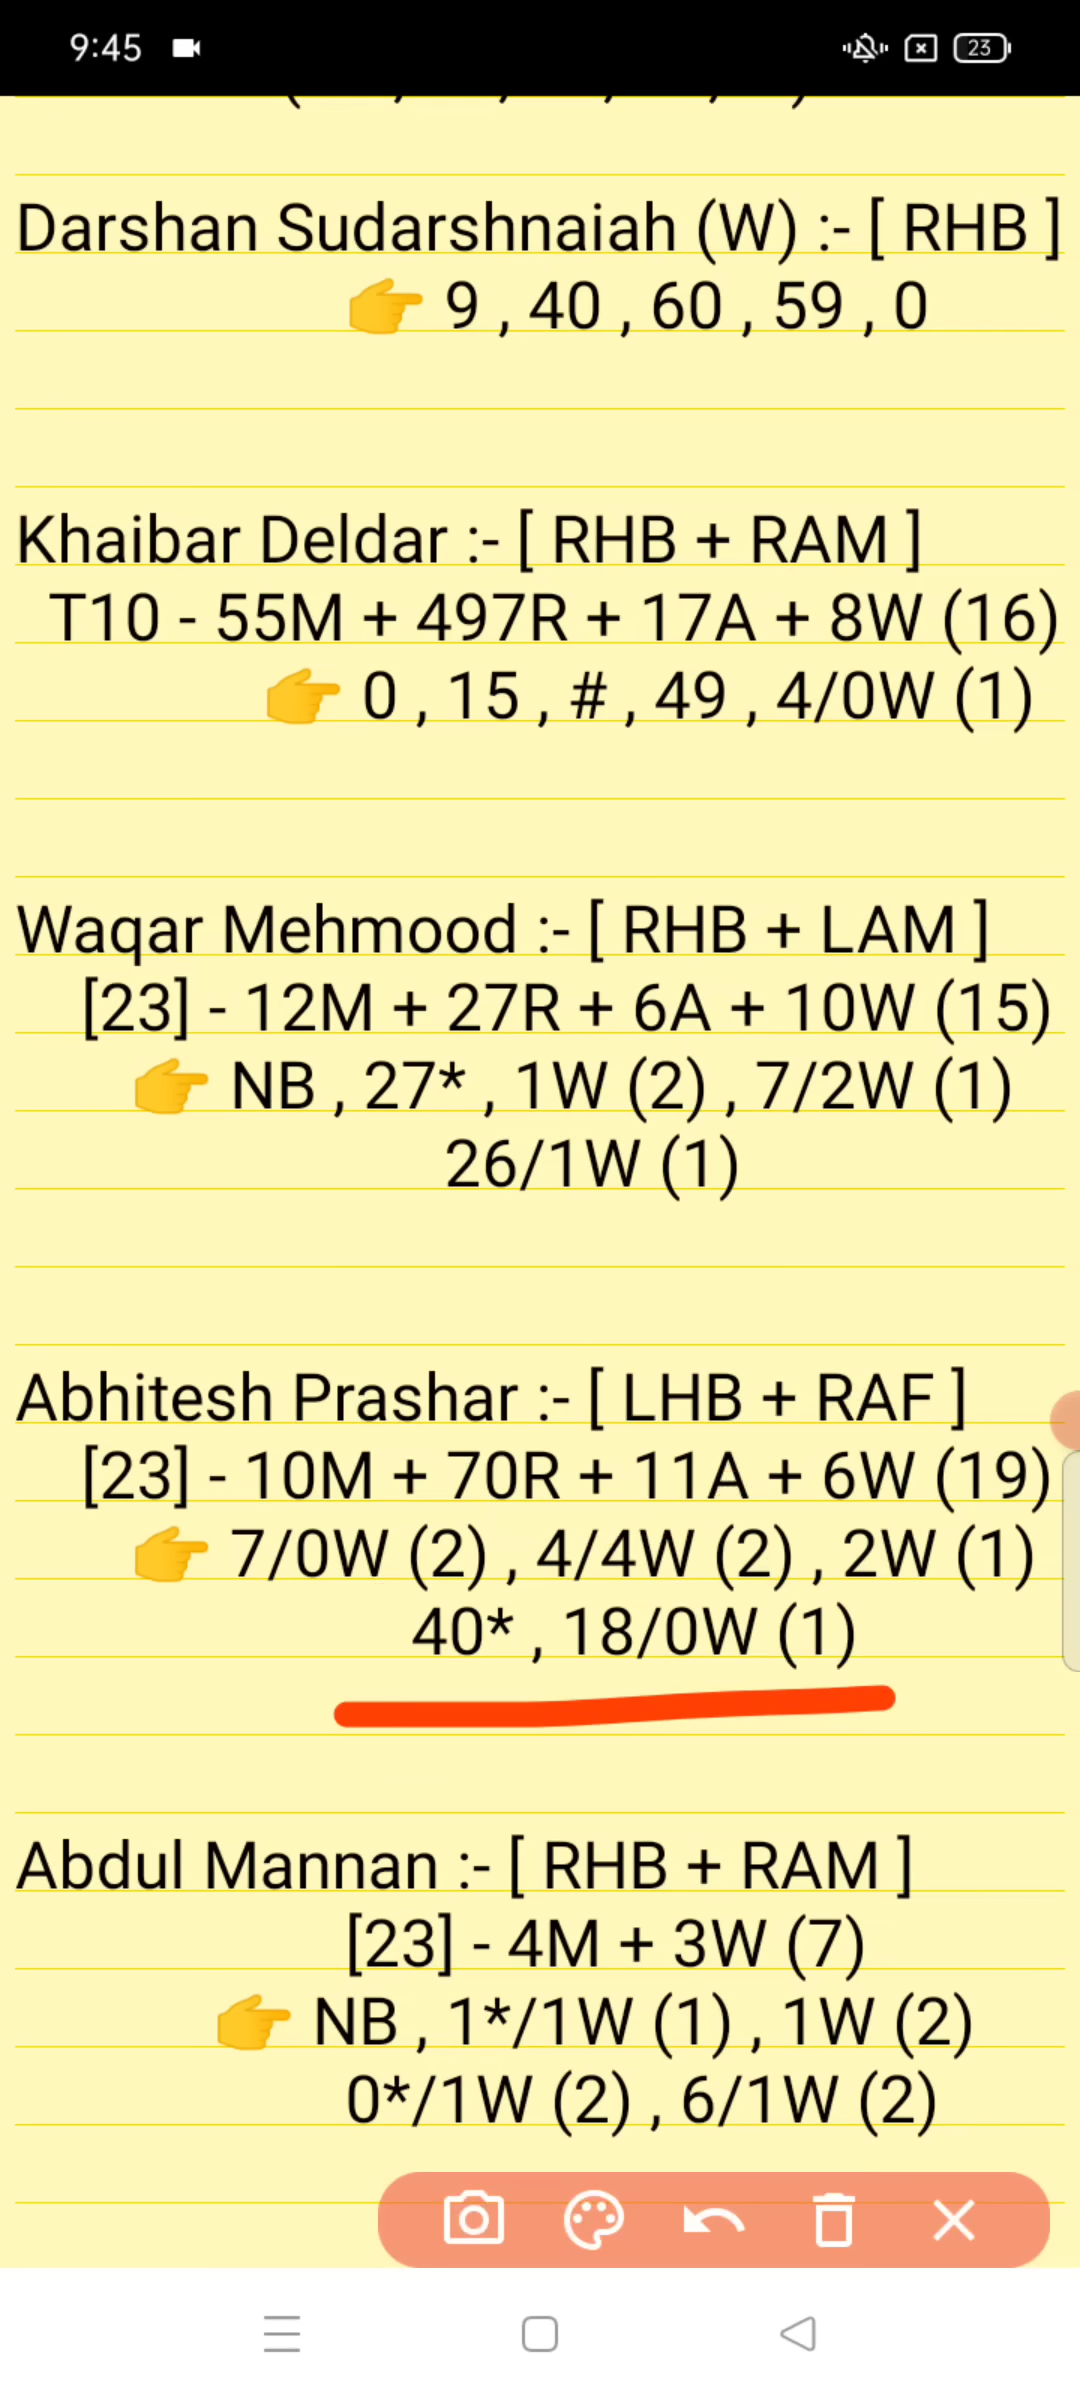 9:45
23
Darshan Sudarshnaiah (W) :- [ RHB ]
👉 9 , 40 , 60 , 59 , 0
Khaibar Deldar :- [ RHB + RAM ]
T10 - 55M + 497R + 17A + 8W (16)
👉 0 , 15 , # , 49 , 4/0W (1)
Waqar Mehmood :- [ RHB + LAM ]
[23] - 12M + 27R + 6A + 10W (15)
👉 NB , 27* , 1W (2) , 7/2W (1)
26/1W (1)
Abhitesh Prashar :- [ LHB + RAF ]
[23] - 10M + 70R + 11A + 6W (19)
👉 7/0W (2) , 4/4W (2) , 2W (1)
40* , 18/0W (1)
Abdul Mannan :- [ RHB + RAM ]
[23] - 4M + 3W (7)
👉 NB , 1*/1W (1) , 1W (2)
0*/1W (2) , 6/1W (2)